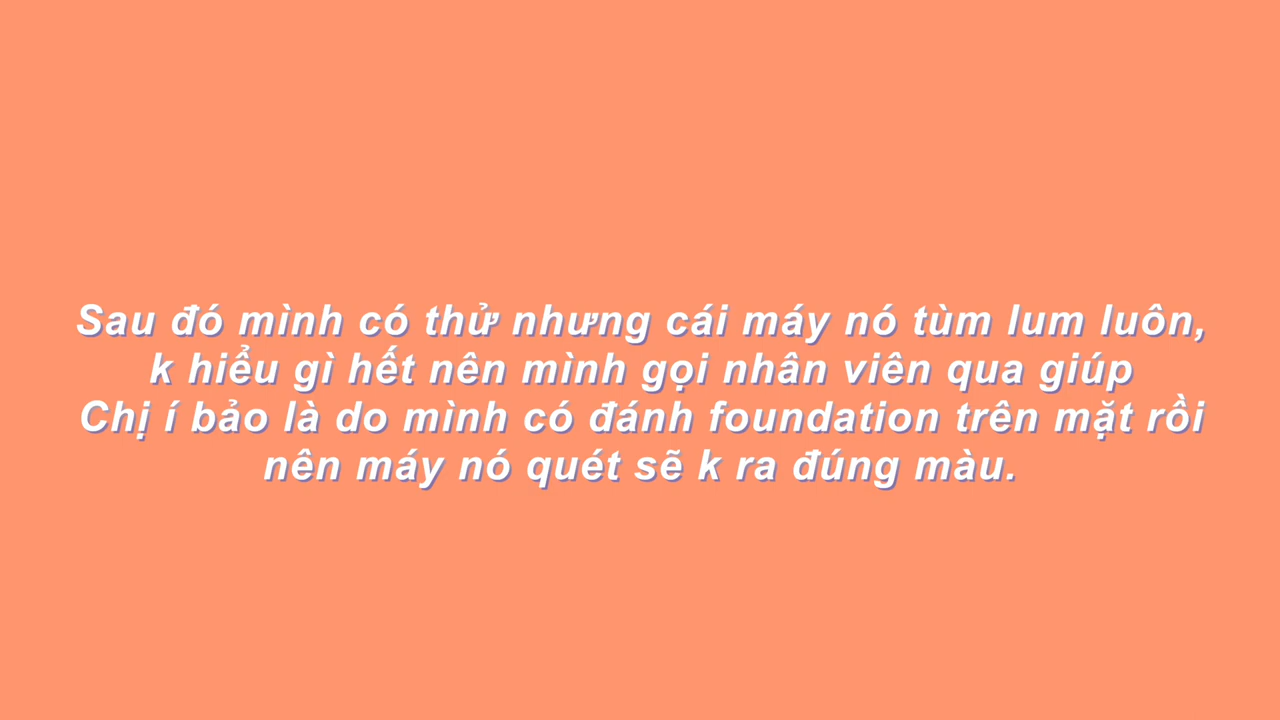 Sau đó mình có thử nhưng cái máy nó tùm lum luôn,
k hiểu gì hết nên mình gọi nhân viên qua giúp
Chị í bảo là do mình có đánh foundation trên mặt rồi
nên máy nó quét sẽ k ra đúng màu.